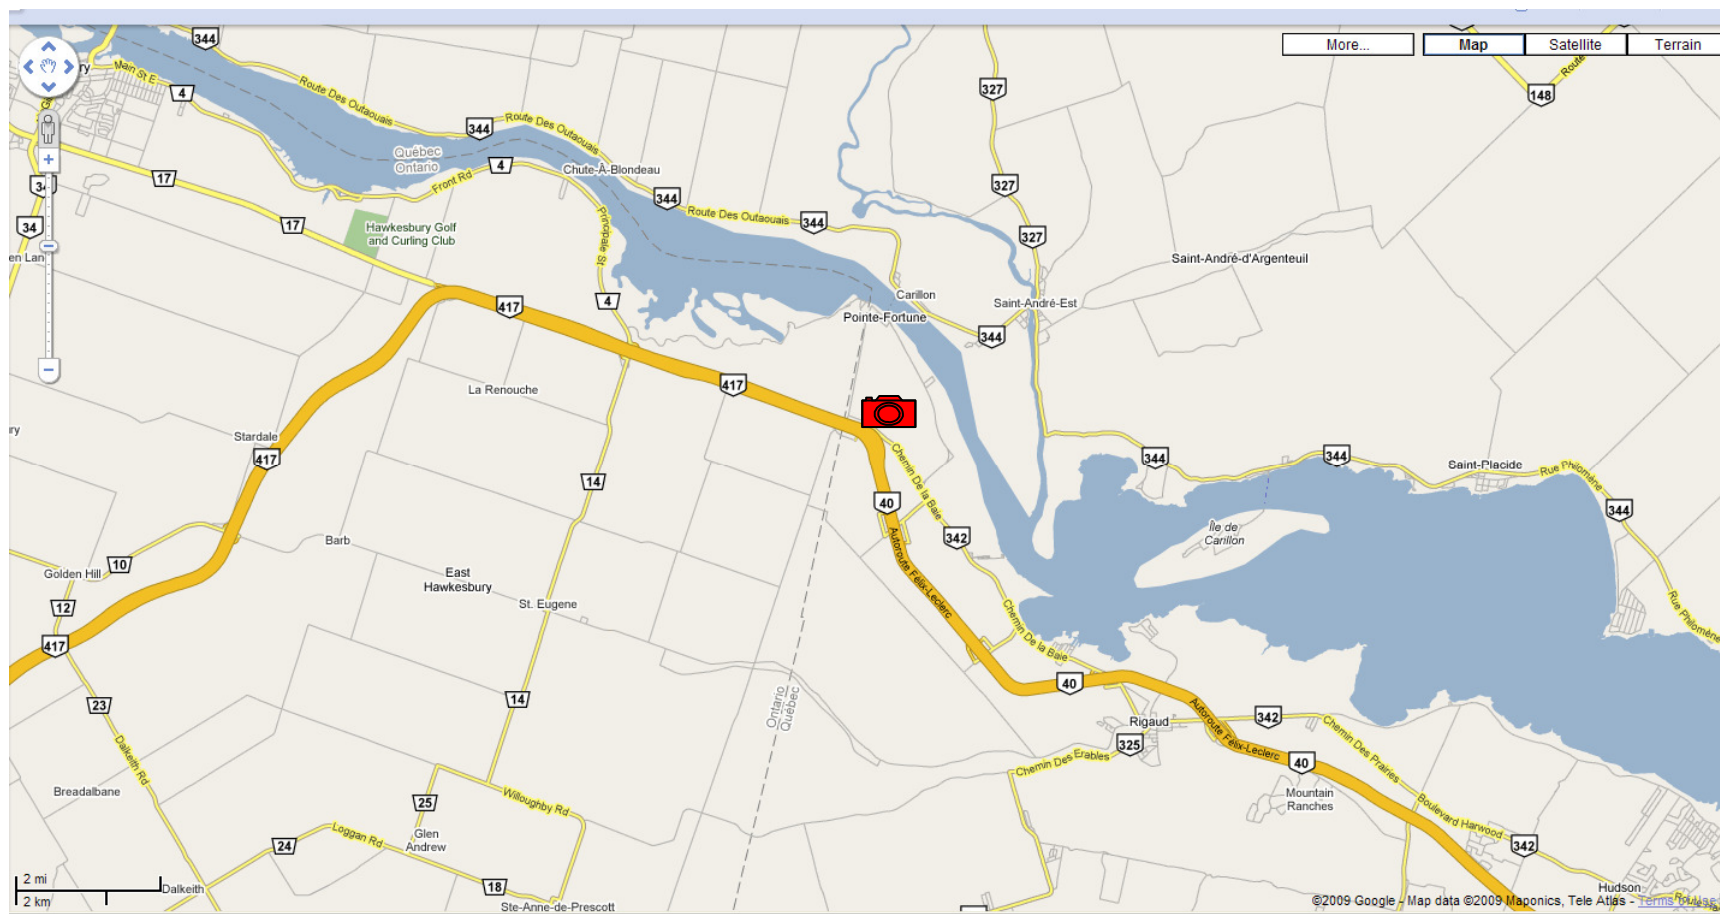 344
More...
Map
Satellite
Terrain
Main St E
4
327
148
Route Des Outaouais
344
Route Des Outaouais
Québec
Ontario
4
Chute-À-Blondeau
Front Rd
17
327
344
Route Des Outaouais
344
34
17
Hawkesbury Golf
and Curling Club
Principale St
327
Saint-André-d'Argenteuil
417
4
Carillon
Saint-André-Est
Pointe-Fortune
344
La Renouche
417
Stardale
417
Chemin De la Baie
344
344
Saint-Placide
Rue Philomène
14
40
344
342
Île de
Carillon
Barb
10
Golden Hill
East
Hawkesbury
Autoroute Félix-Leclerc
12
St. Eugene
Chemin De la Baie
Rue Philomène
417
40
14
23
Ontario
Québec
Rigaud
342
325
Autoroute Félix-Leclerc
Chemin Des Prairies
Chemin Des Érables
40
Dalkeith Rd
Breadalbane
25
Willoughby Rd
Mountain
Ranches
Boulevard Harwood
Glen
Andrew
Loggan Rd
24
342
2 mi
2 km
Dalkeith
18
Ste-Anne-de-Prescott
Hudson
©2009 Google - Map data ©2009 Maponics, Tele Atlas - Terms of Use